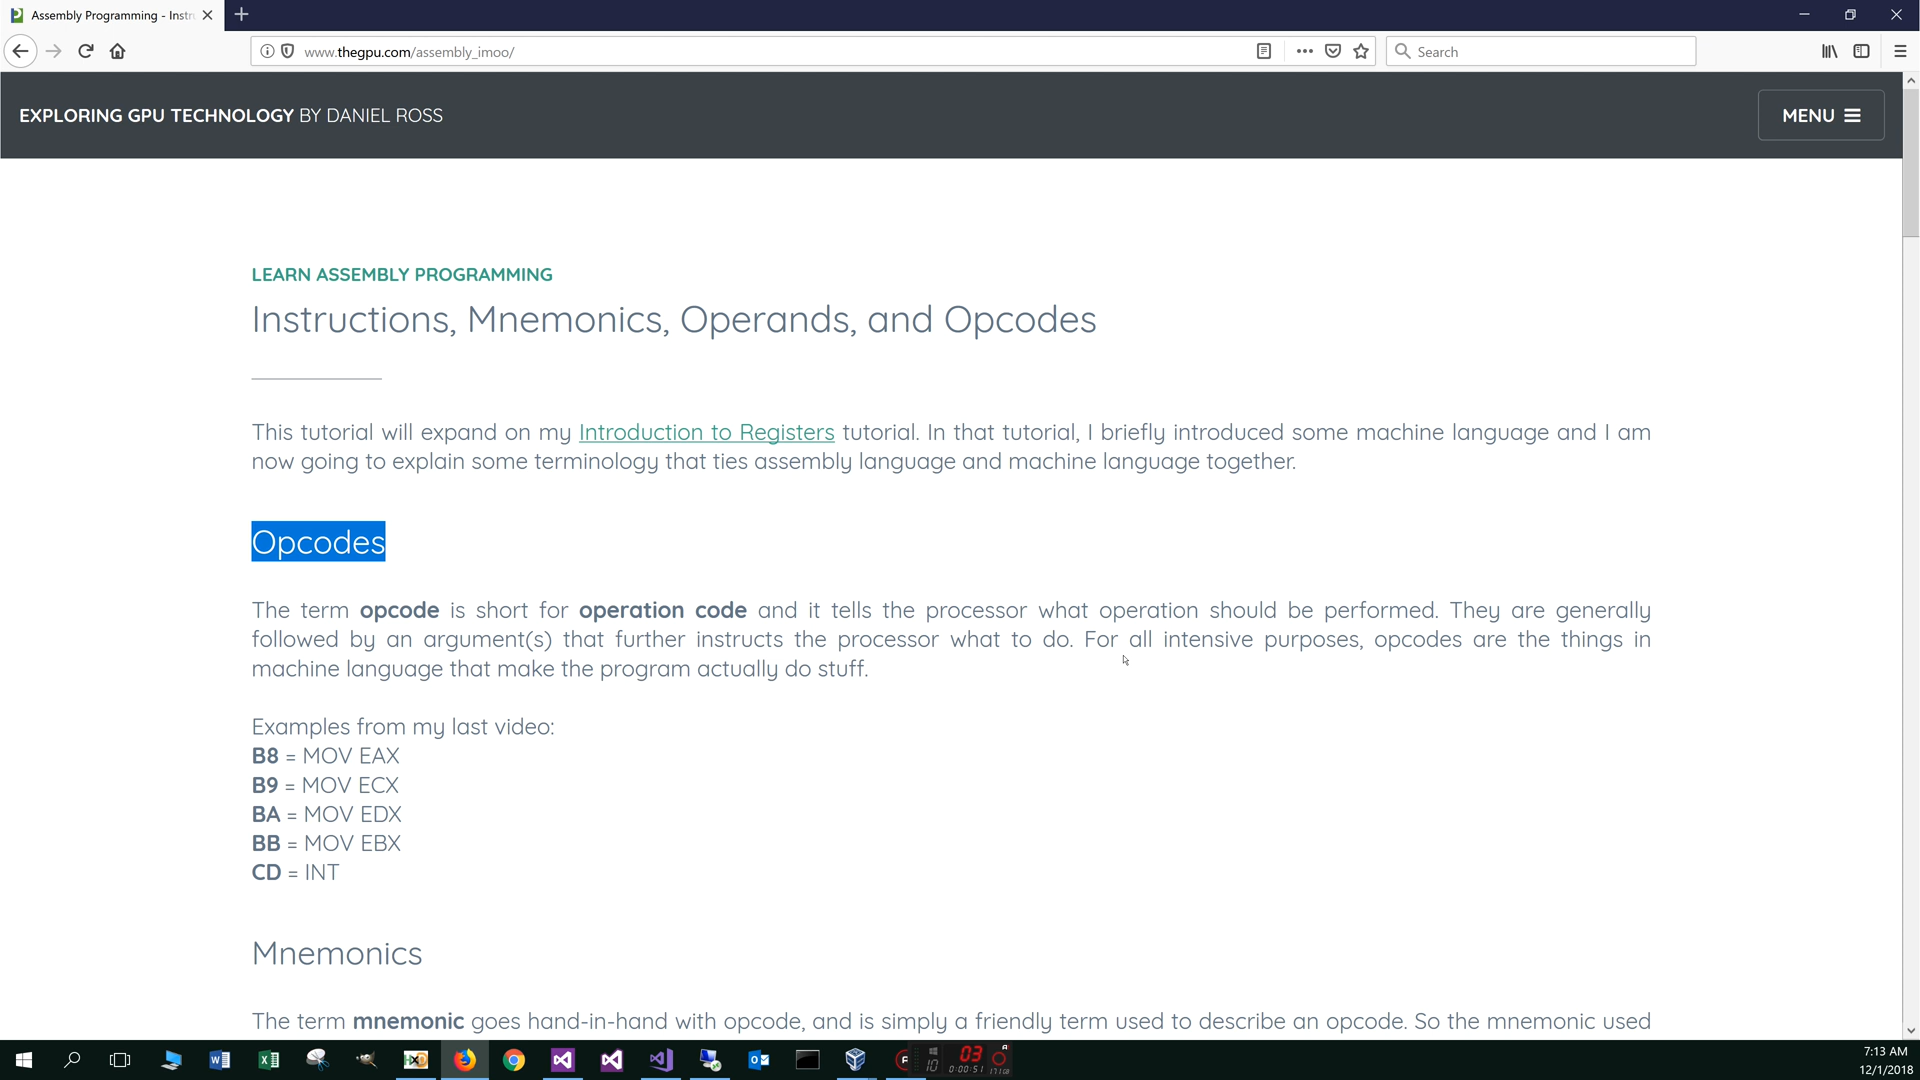 Assembly Programming - Instr
www.thegpu.com/assembly_imoo/
Search
EXPLORING GPU TECHNOLOGY BY DANIEL ROSS
MENU
LEARN ASSEMBLY PROGRAMMING
Instructions, Mnemonics, Operands, and Opcodes
This tutorial will expand on my Introduction to Registers tutorial. In that tutorial, I briefly introduced some machine language and I am
now going to explain some terminology that ties assembly language and machine language together.
Opcodes
The term opcode is short for operation code and it tells the processor what operation should be performed. They are generally
followed by an argument(s) that further instructs the processor what to do. For all intensive purposes, opcodes are the things in
machine language that make the program actually do stuff.
Examples from my last video:
B8 = MOV EAX
B9 = MOV ECX
BA = MOV EDX
BB = MOV EBX
CD = INT
Mnemonics
The term mnemonic goes hand-in-hand with opcode, and is simply a friendly term used to describe an opcode. So the mnemonic used
10
03
0:00:51
7:13 AM
12/1/2018